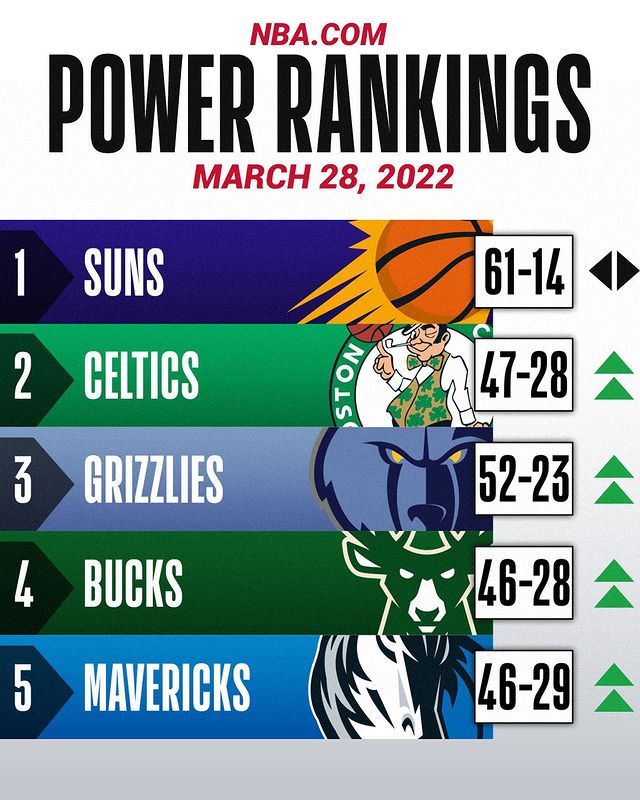 NBA.COM
POWER RANKINGS
MARCH 28, 2022
1 SUNS 61-14
2 CELTICS OSTON C 47-28
3 GRIZZLIES 52-23
4 BUCKS 46-28
5 MAVERICKS 46-29